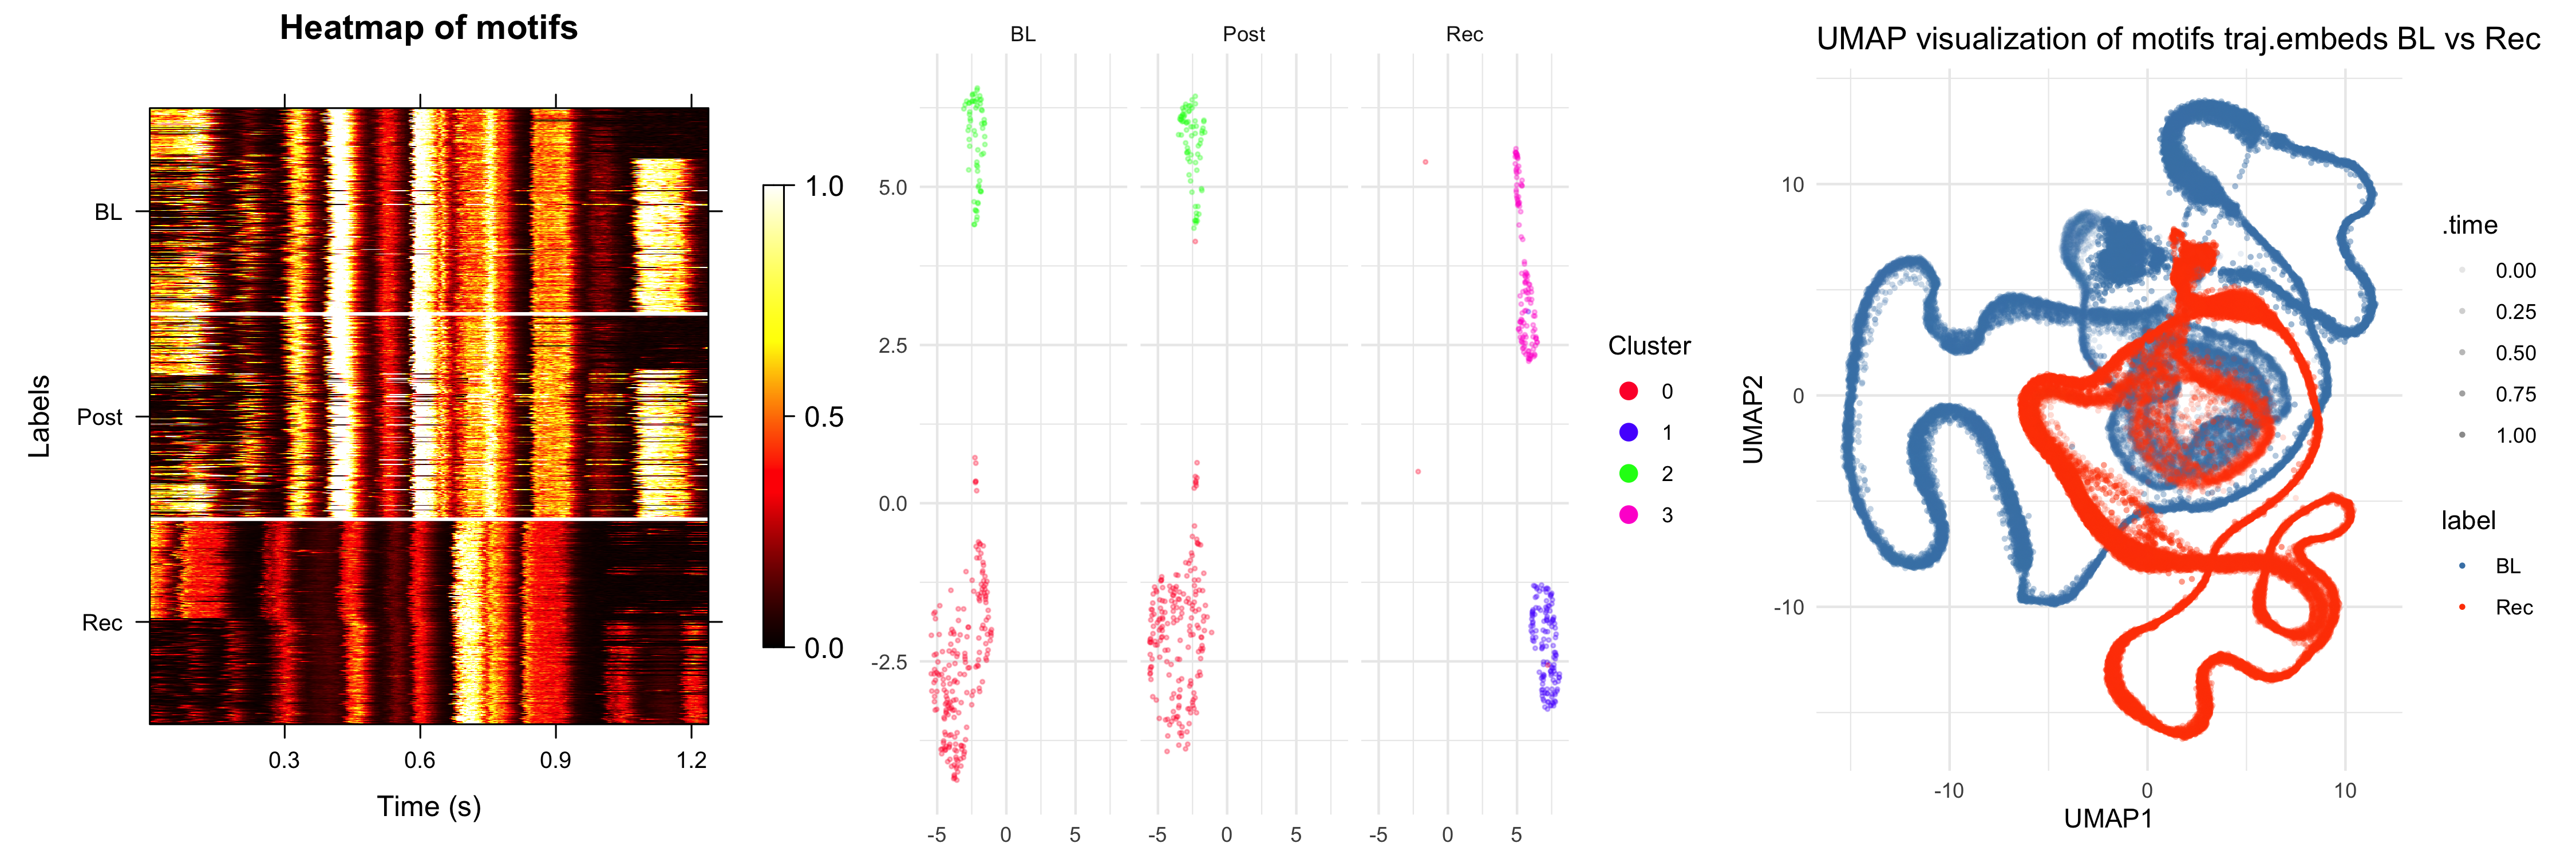 Heatmap of motifs
Labels
BL
Post
Rec
0.3
0.6
0.9
1.2
Time (s)
1.0
0.5
0.0
BL
Post
Rec
5.0
2.5
0.0
-2.5
-5
0
5
-5
0
5
-5
0
5
Cluster
0
1
2
3
UMAP visualization of motifs traj.embeds BL vs Rec
UMAP2
10
0
-10
-10
0
10
UMAP1
.time
0.00
0.25
0.50
0.75
1.00
label
BL
Rec